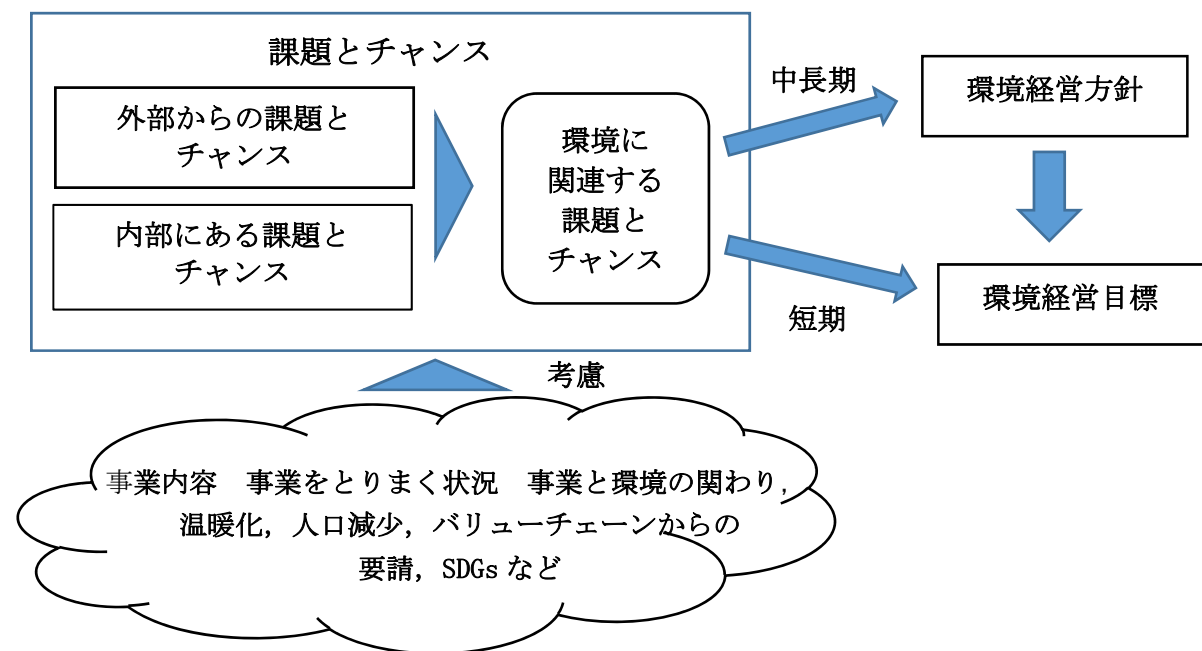 課題とチャンス
外部からの課題と
チャンス
内部にある課題と
チャンス
環境に
関連する
課題と
チャンス
中長期
短期
環境経営方針
環境経営目標
考慮
事業内容　事業をとりまく状況　事業と環境の関わり,
温暖化, 人口減少, バリューチェーンからの
要請, SDGs など